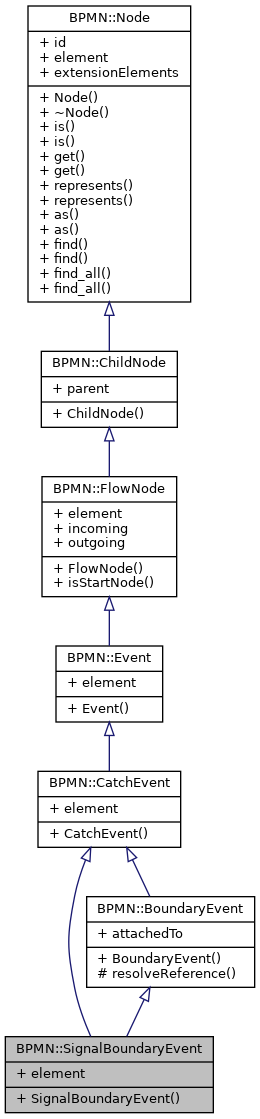 BPMN::Node
+ id
+ element
+ extensionElements
+ Node()
+ ~Node()
+ is()
+ is()
+ get()
+ get()
+ represents()
+ represents()
+ as()
+ as()
+ find()
+ find()
+ find_all()
+ find_all()
BPMN::ChildNode
+ parent
+ ChildNode()
BPMN::FlowNode
+ element
+ incoming
+ outgoing
+ FlowNode()
+ isStartNode()
BPMN::Event
+ element
+ Event()
BPMN::CatchEvent
+ element
+ CatchEvent()
BPMN::BoundaryEvent
+ attachedTo
+ BoundaryEvent()
# resolveReference()
BPMN::SignalBoundaryEvent
+ element
+ SignalBoundaryEvent()